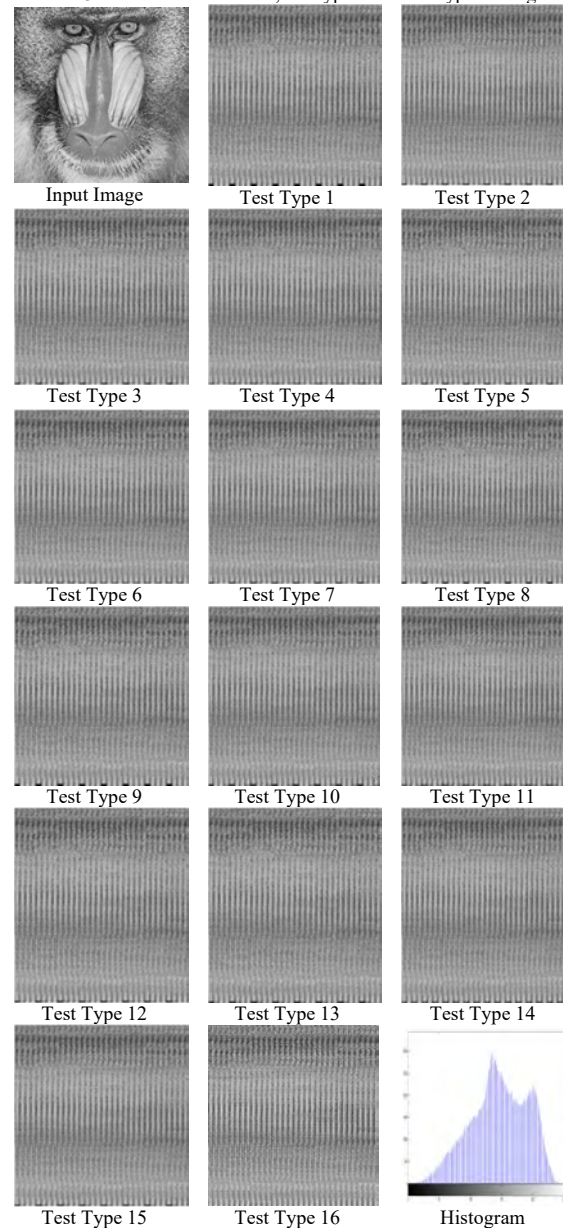 Input Image Test Type 1 Test Type 2
Test Type 3 Test Type 4 Test Type 5
Test Type 6 Test Type 7 Test Type 8
Test Type 9 Test Type 10 Test Type 11
Test Type 12 Test Type 13 Test Type 14
Test Type 15 Test Type 16 Histogram